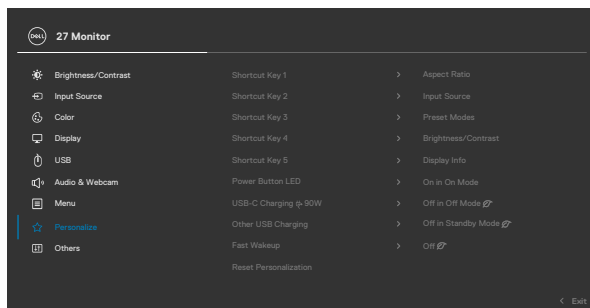 DELL 27 Monitor
Brightness/Contrast Shortcut Key 1 > Aspect Ratio
Input Source Shortcut Key 2 > Input Source
Color Shortcut Key 3 > Preset Modes
Display Shortcut Key 4 > Brightness/Contrast
USB Shortcut Key 5 > Display Info
Audio & Webcam Power Button LED > On in On Mode
Menu USB-C Charging 90W > Off in Off Mode
Personalize Other USB Charging > Off in Standby Mode
Others Fast Wakeup > Off
Reset Personalization
< Exit